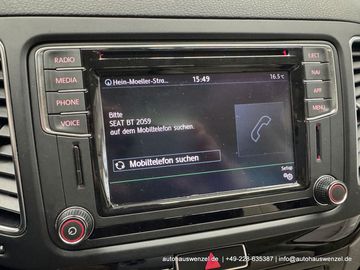 RADIO
MEDIA
PHONE
VOICE
Hein-Moeller-Stra... 15:49 16.5°C
Bitte
SEAT BT 2059
auf dem Mobiltelefon suchen.
Mobiltelefon suchen
Setup
EJECT
NAV
APP
MENU
autohauswenzel.de | +49-228-635387 | info@autohauswenzel.de